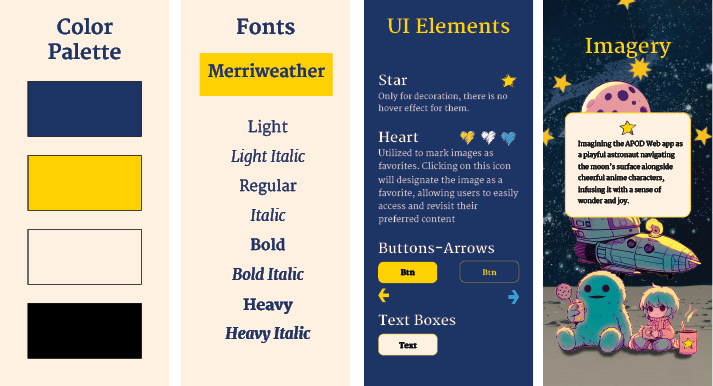 Color
Palette
Fonts
Merriweather
Light
Light Italic
Regular
Italic
Bold
Bold Italic
Heavy
Heavy Italic
UI Elements
Star
Only for decoration, there is no
hover effect for them.
Heart
Utilized to mark images as
favorites. Clicking on this icon
will designate the image as a
favorite, allowing users to easily
access and revisit their
preferred content
Buttons-Arrows
Btn
Btn
Text Boxes
Text
Imagery
Imagining the APOD Web app as
a playful astronaut navigating
the moon's surface alongside
cheerful anime characters,
infusing it with a sense of
wonder and joy.